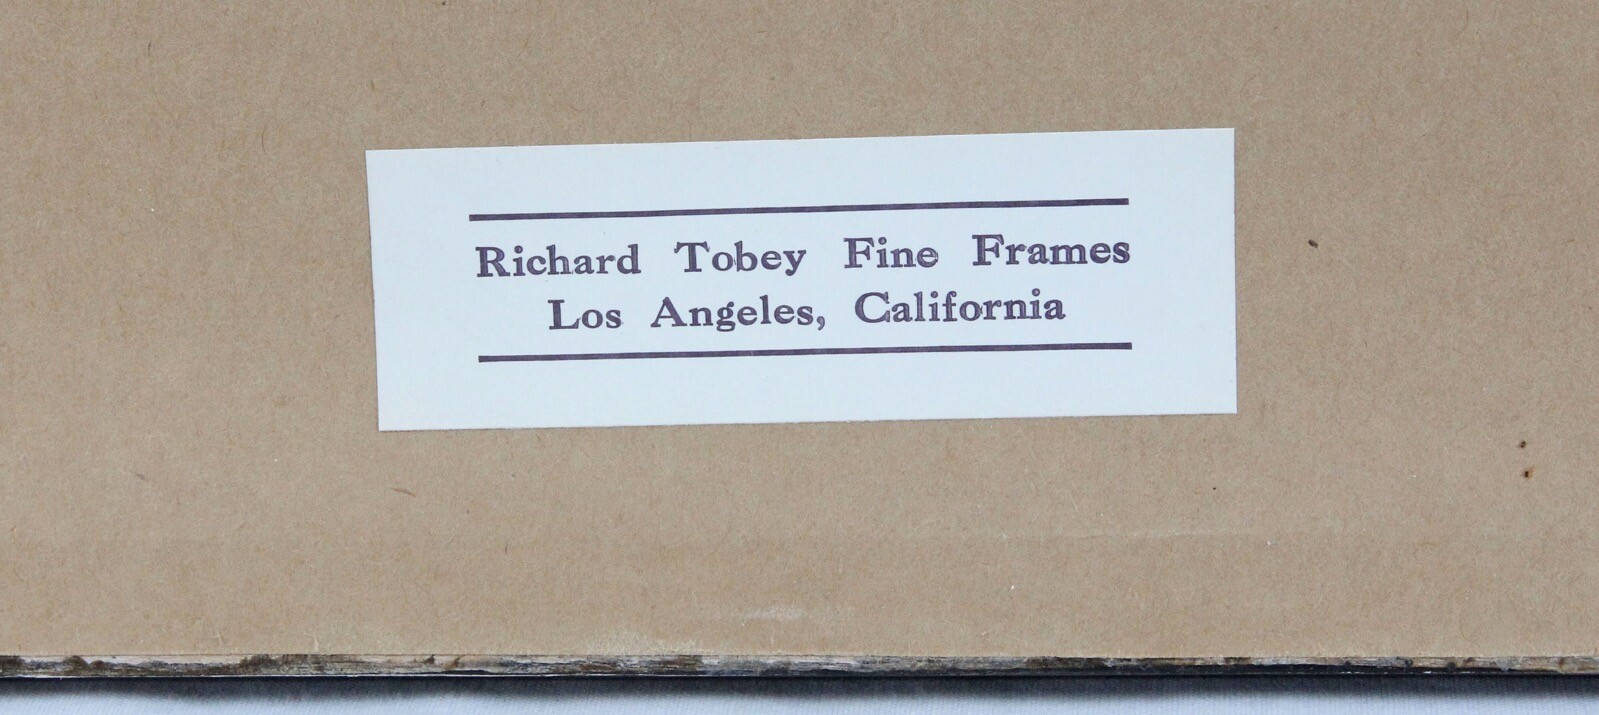 Richard Tobey Fine Frames
Los Angeles, California